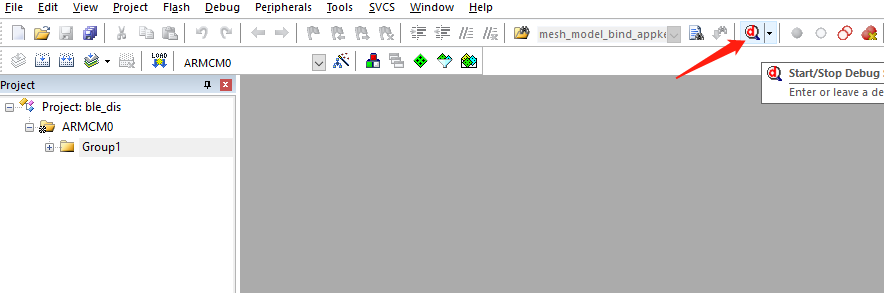 File Edit View Project Flash Debug Peripherals Tools SVCS Window Help
mesh_model_bind_appke
LOAD
ARMCM0
Start/Stop Debug
Enter or leave a de
Project
Project: ble_dis
ARMCM0
Group1